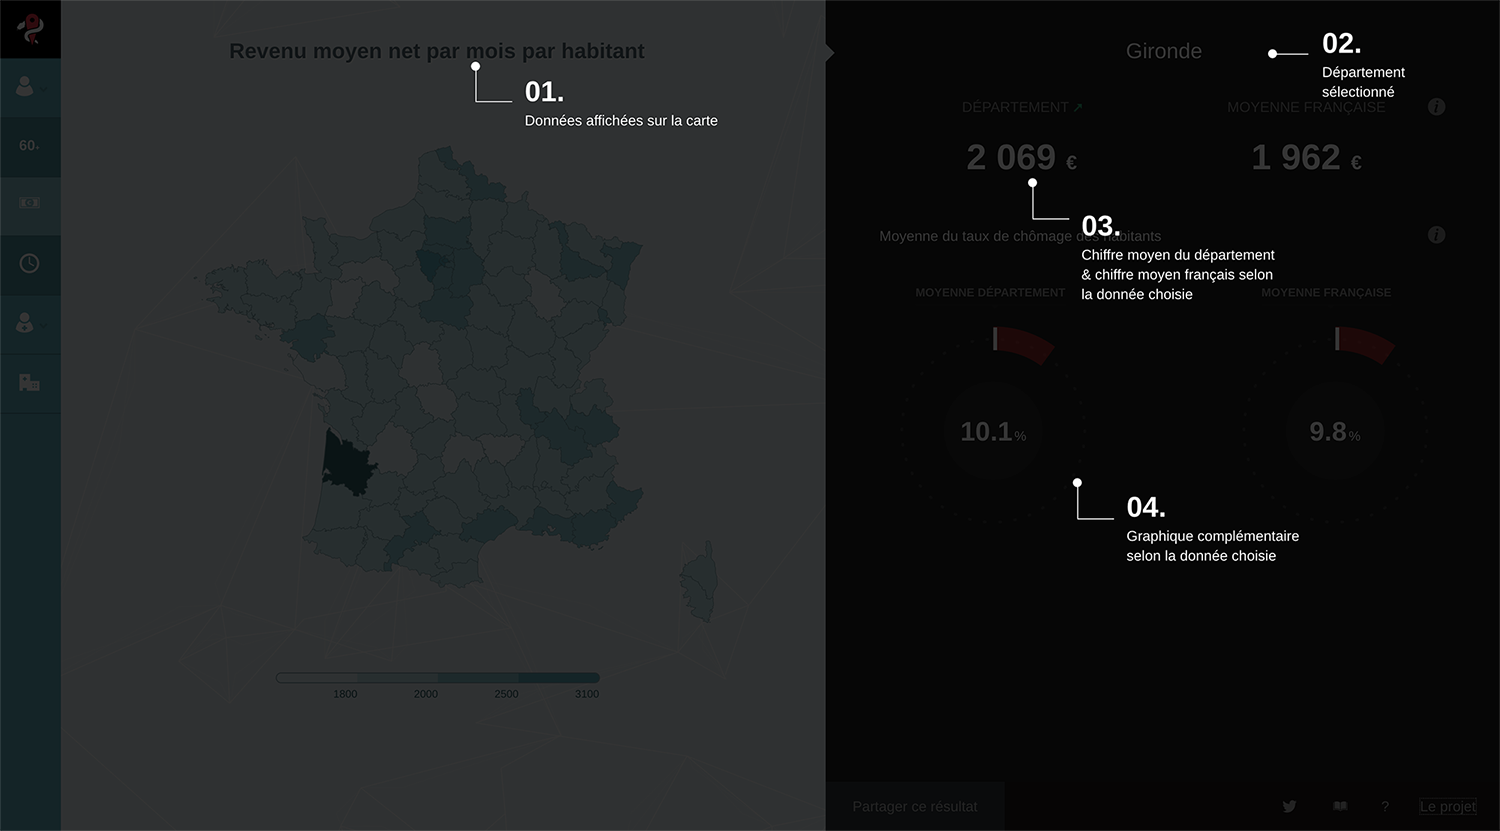 Revenu moyen net par mois par habitant
01.
Données affichées sur la carte
60+
1800
2000
2500
3100
Gironde
02.
Département
sélectionné
DÉPARTEMENT ↗
MOYENNE FRANÇAISE
i
2 069 €
1 962 €
03.
Chiffre moyen du département
& chiffre moyen français selon
la donnée choisie
Moyenne du taux de chômage des habitants
i
MOYENNE DÉPARTEMENT
MOYENNE FRANÇAISE
10.1%
9.8%
04.
Graphique complémentaire
selon la donnée choisie
Partager ce résultat
?
Le projet